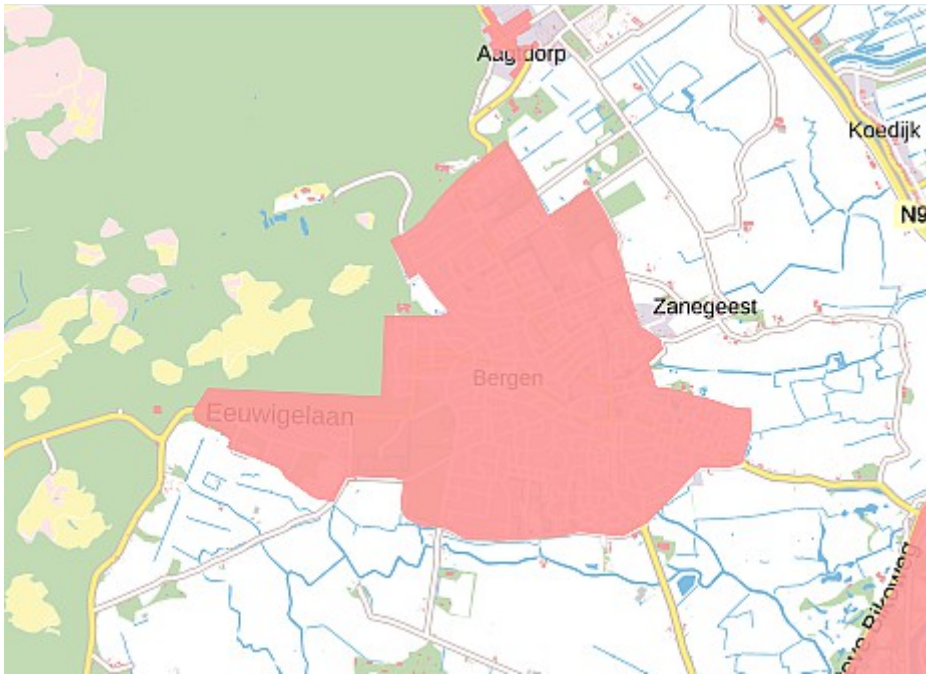 Aagtdorp
Koedijk
N9
Zanegeest
Bergen
Eeuwigelaan